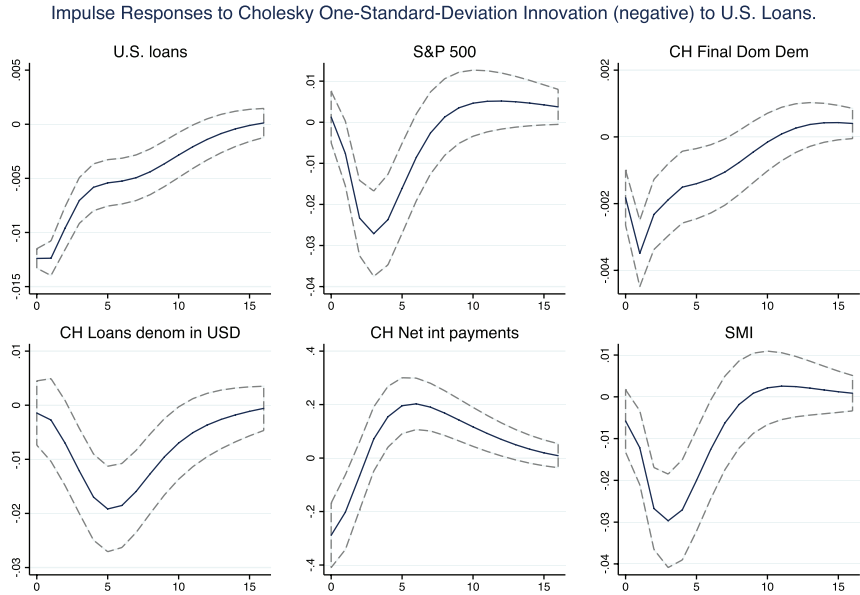 Impulse Responses to Cholesky One-Standard-Deviation Innovation (negative) to U.S. Loans.
U.S. loans
.005
0
-.005
-.01
-.015
0 5 10 15
S&P 500
.01
0
-.01
-.02
-.03
-.04
0 5 10 15
CH Final Dom Dem
.002
0
-.002
-.004
0 5 10 15
CH Loans denom in USD
.01
0
-.01
-.02
-.03
0 5 10 15
CH Net int payments
.4
.2
0
-.2
-.4
0 5 10 15
SMI
.01
0
-.01
-.02
-.03
-.04
0 5 10 15